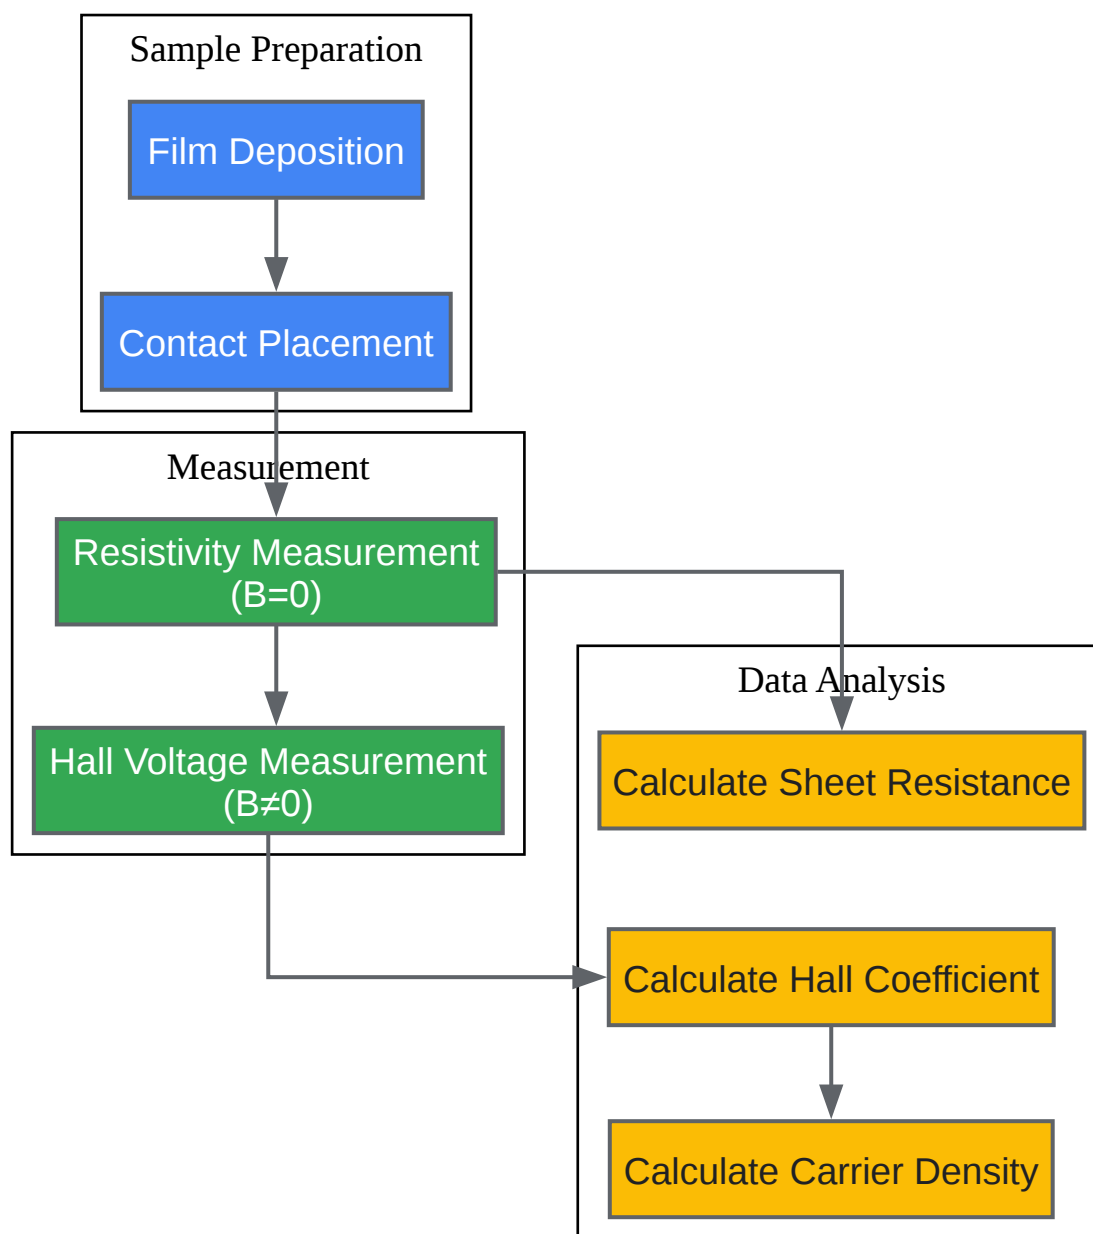 Sample Preparation
Film Deposition
Contact Placement
Measurement
Resistivity Measurement
(B=0)
Hall Voltage Measurement
(B≠0)
Data Analysis
Calculate Sheet Resistance
Calculate Hall Coefficient
Calculate Carrier Density